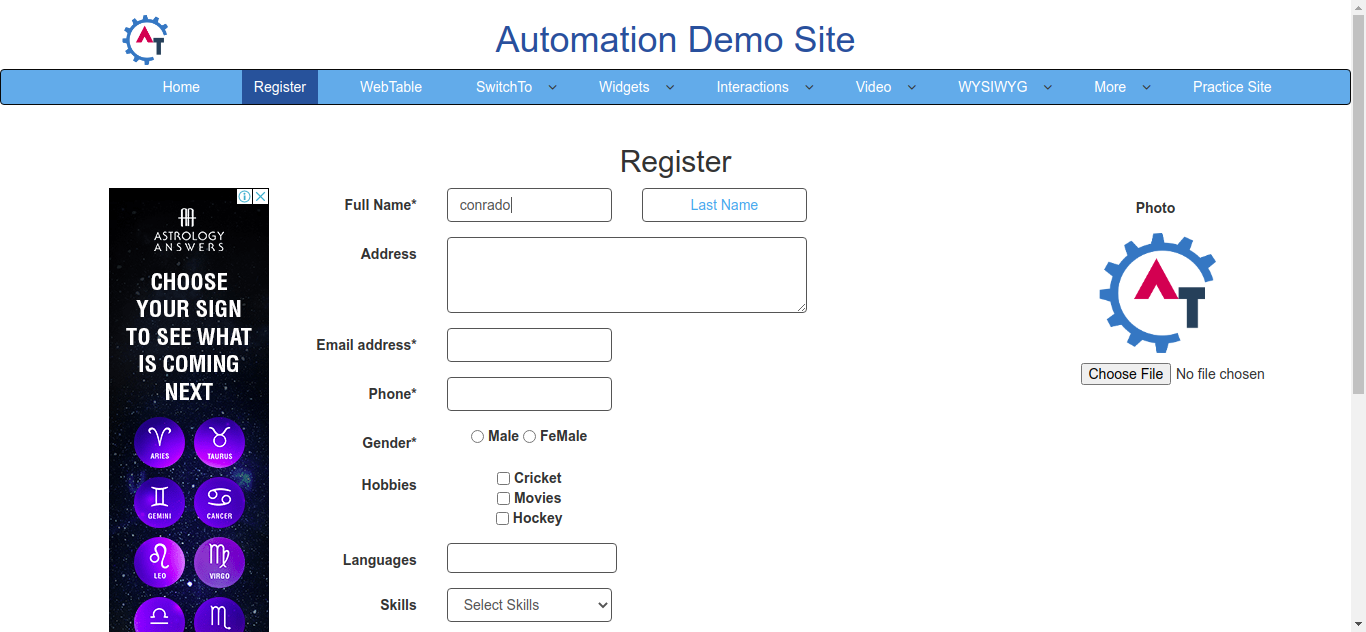 AT
Automation Demo Site
Home Register WebTable SwitchTo Widgets Interactions Video WYSIWYG More Practice Site
Register
Full Name* conrado Last Name
Address
Email address*
Phone*
Gender* Male FeMale
Hobbies Cricket
Movies
Hockey
Languages
Skills Select Skills
Photo
AT
Choose File No file chosen
ASTROLOGY
ANSWERS
CHOOSE
YOUR SIGN
TO SEE WHAT
IS COMING
NEXT
ARIES TAURUS
GEMINI CANCER
LEO VIRGO